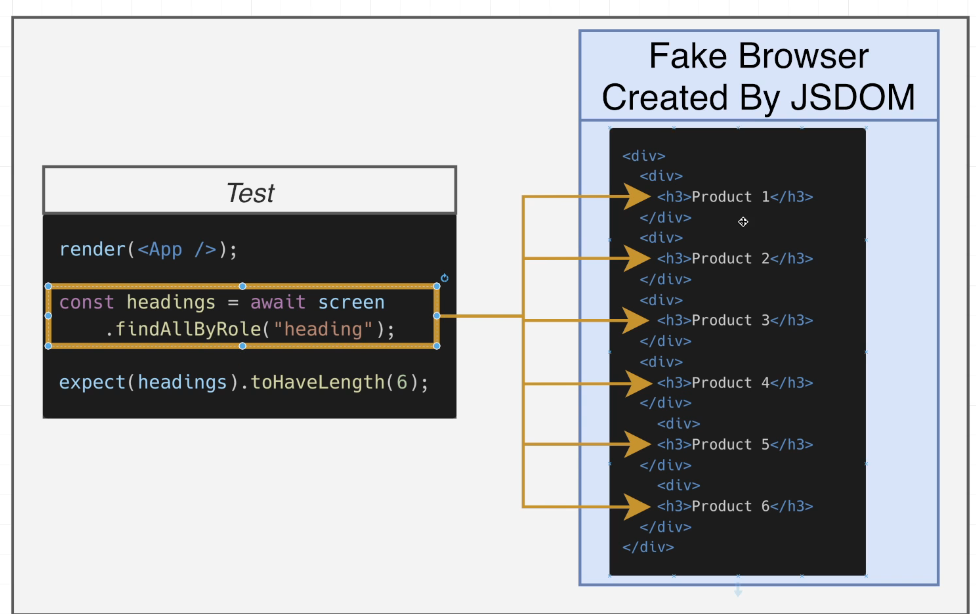 Fake Browser
Created By JSDOM
Test
render(<App />);
const headings = await screen
.findAllByRole("heading");
expect(headings).toHaveLength(6);
<div>
<div>
<h3>Product 1</h3>
</div>
<div>
<h3>Product 2</h3>
</div>
<div>
<h3>Product 3</h3>
</div>
<div>
<h3>Product 4</h3>
</div>
<div>
<h3>Product 5</h3>
</div>
<div>
<h3>Product 6</h3>
</div>
</div>